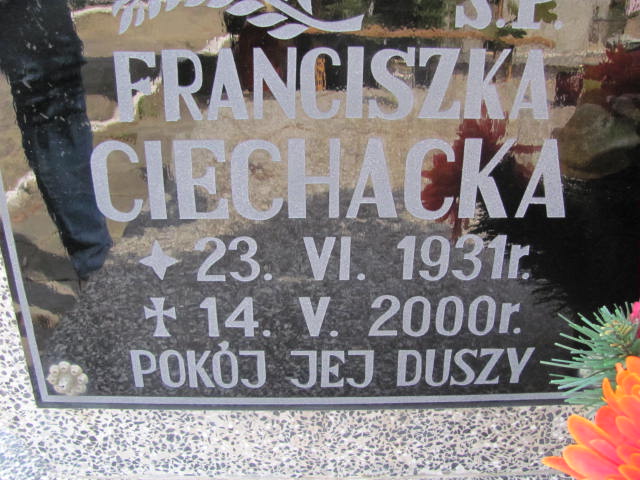 Ś.P.
FRANCISZKA
CIECHACKA
23. VI. 1931r.
14. V. 2000r.
POKÓJ JEJ DUSZY